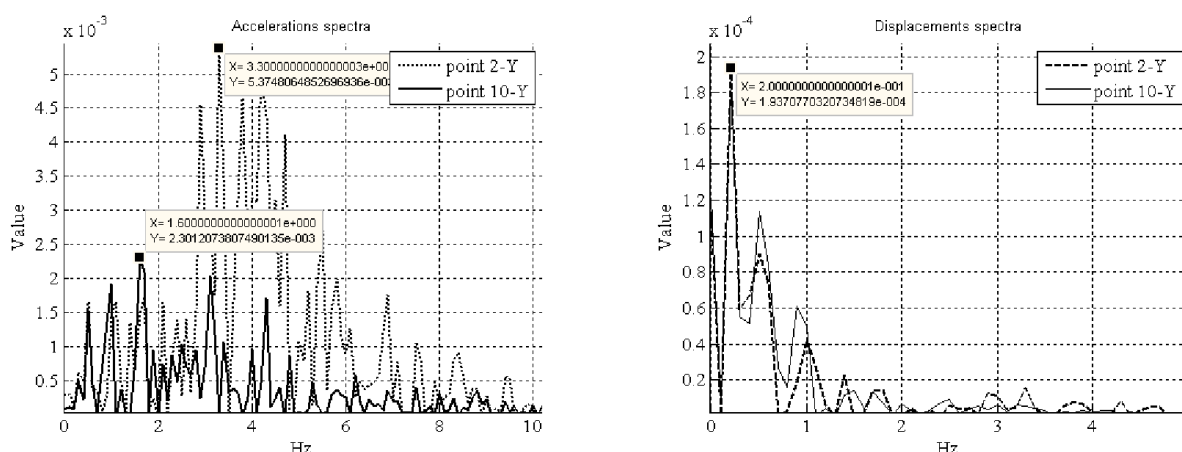 Accelerations spectra
x 10⁻³
5
4.5
4
3.5
3
2.5
2
1.5
1
0.5
Value
0
2
4
6
8
10
Hz
X= 3.3000000000000003e+00
Y= 5.3748064852696936e-00
point 2-Y
point 10-Y
X= 1.6000000000000001e+000
Y= 2.3012073807490135e-003
Displacements spectra
x 10⁻⁴
2
1.8
1.6
1.4
1.2
1
0.8
0.6
0.4
0.2
Value
0
1
2
3
4
Hz
X= 2.0000000000000001e-001
Y= 1.9370770320734819e-004
point 2-Y
point 10-Y